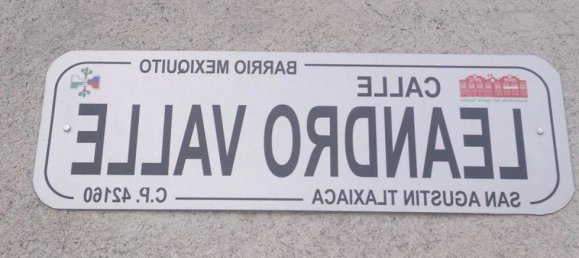 BARRIO MEXIQUITO
CALLE
LEANDRO VALLE
SAN AGUSTIN TLAXIACA C.P. 42160